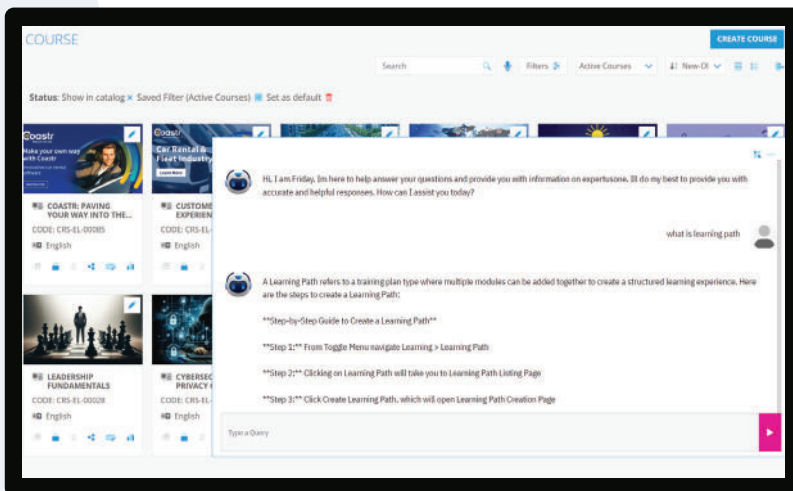 COURSE
CREATE COURSE
Search
Filters
Active Courses
New-Ol
Status: Show in catalog × Saved Filter (Active Courses) Set as default
Coastr
Make your own way
with Coastr
Coastr
Car Rental &
Fleet Industry
Learn More
COASTR: PAVING
YOUR WAY INTO THE...
CODE: CRS-EL-00085
English
CUSTOME
EXPERIEN
CODE: CRS-EL
English
Hi, I am Friday. Im here to help answer your questions and provide you with information on expertusone. Ill do my best to provide you with
accurate and helpful responses. How can I assist you today?
what is learning path
A Learning Path refers to a training plan type where multiple modules can be added together to create a structured learning experience. Here
are the steps to create a Learning Path:
**Step-by-Step Guide to Create a Learning Path**
**Step 1:** From Toggle Menu navigate Learning > Learning Path
**Step 2:** Clicking on Learning Path will take you to Learning Path Listing Page
**Step 3:** Click Create Learning Path, which will open Learning Path Creation Page
Type a Query
LEADERSHIP
FUNDAMENTALS
CODE: CRS-EL-00028
English
CYBERSEC
PRIVACY
CODE: CRS-EL
English